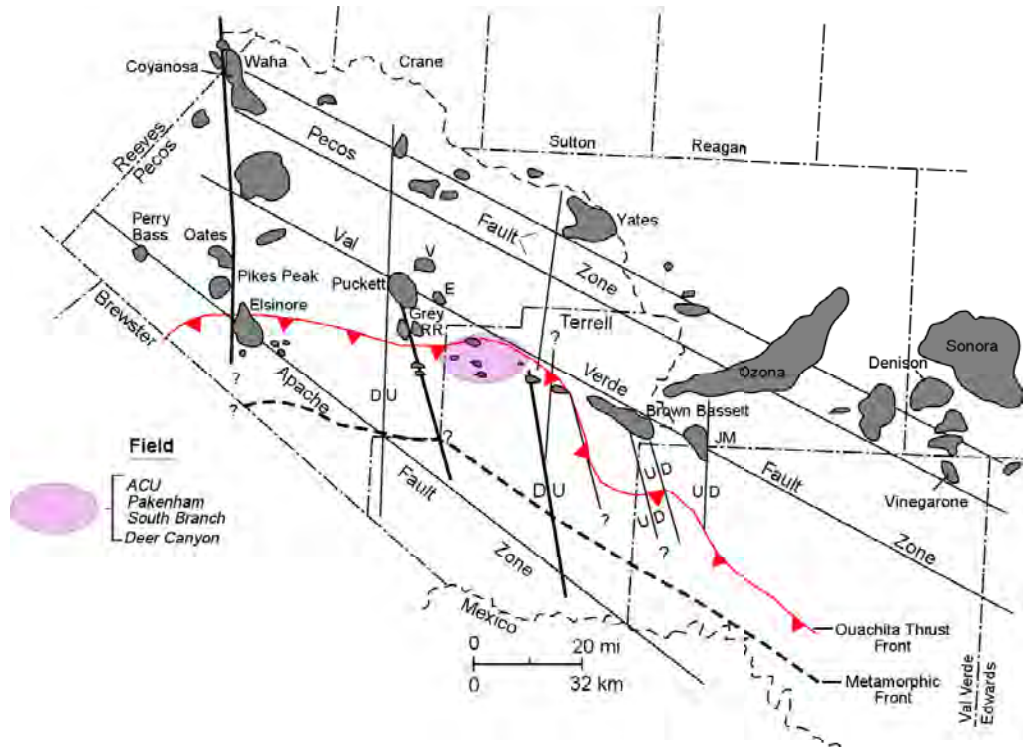 Coyanosa
Waha
Crane
Reeves
Pecos
Pecos
Sutton
Reagan
Fault
Zone
Yates
Perry
Bass
Oates
Val
V
Puckett
E
Pikes Peak
Elsinore
Grey
RR
Terrell
?
Verde
Ozona
Denison
Sonora
Brewster
Apache
D U
Brown Bassett
JM
?
?
?
Fault
Zone
D U
U D
U D
U D
?
?
Vinegarone
Fault
Zone
Field
ACU
Pakenham
South Branch
Deer Canyon
Mexico
0 20 mi
0 32 km
Ouachita Thrust
Front
Metamorphic
Front
Val Verde
Edwards